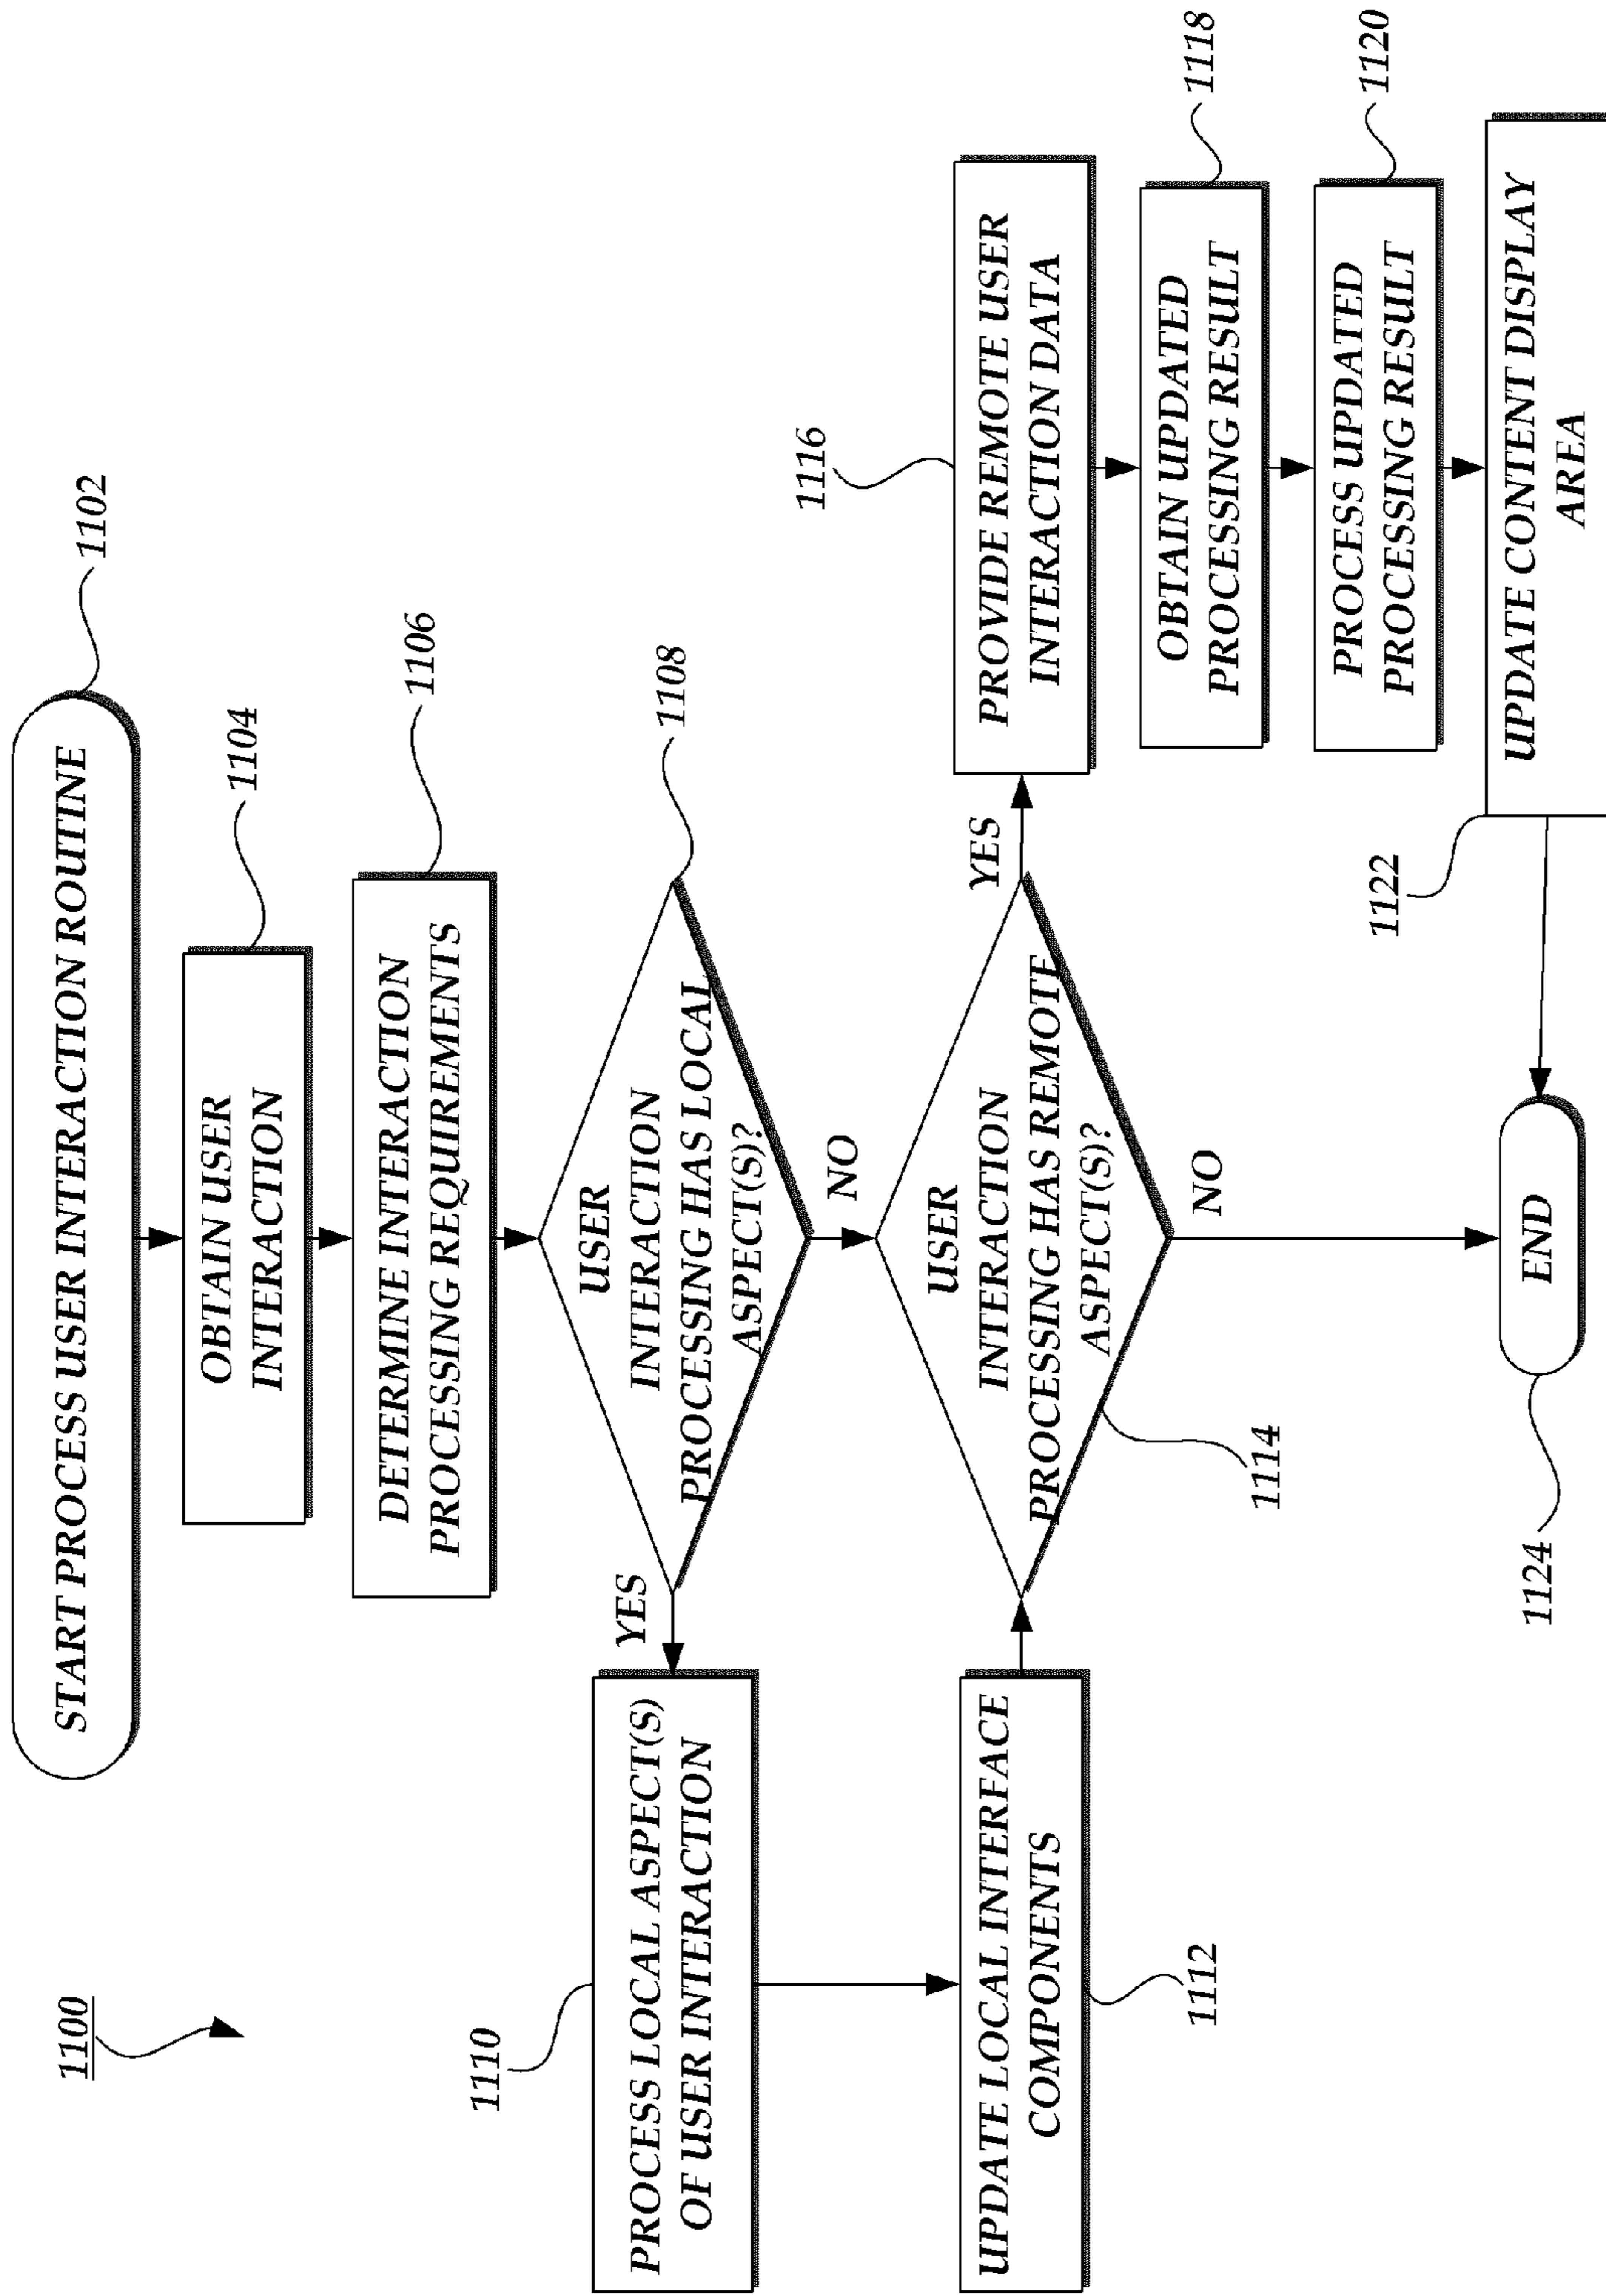 1100
START PROCESS USER INTERACTION ROUTINE
1102
OBTAIN USER
INTERACTION
1104
DETERMINE INTERACTION
PROCESSING REQUIREMENTS
1106
USER
INTERACTION
PROCESSING HAS LOCAL
ASPECT(S)?
1108
YES
NO
1110
PROCESS LOCAL ASPECT(S)
OF USER INTERACTION
UPDATE LOCAL INTERFACE
COMPONENTS
1112
USER
INTERACTION
PROCESSING HAS REMOTE
ASPECT(S)?
1114
YES
NO
1116
PROVIDE REMOTE USER
INTERACTION DATA
OBTAIN UPDATED
PROCESSING RESULT
1118
PROCESS UPDATED
PROCESSING RESULT
1120
UPDATE CONTENT DISPLAY
AREA
1122
END
1124